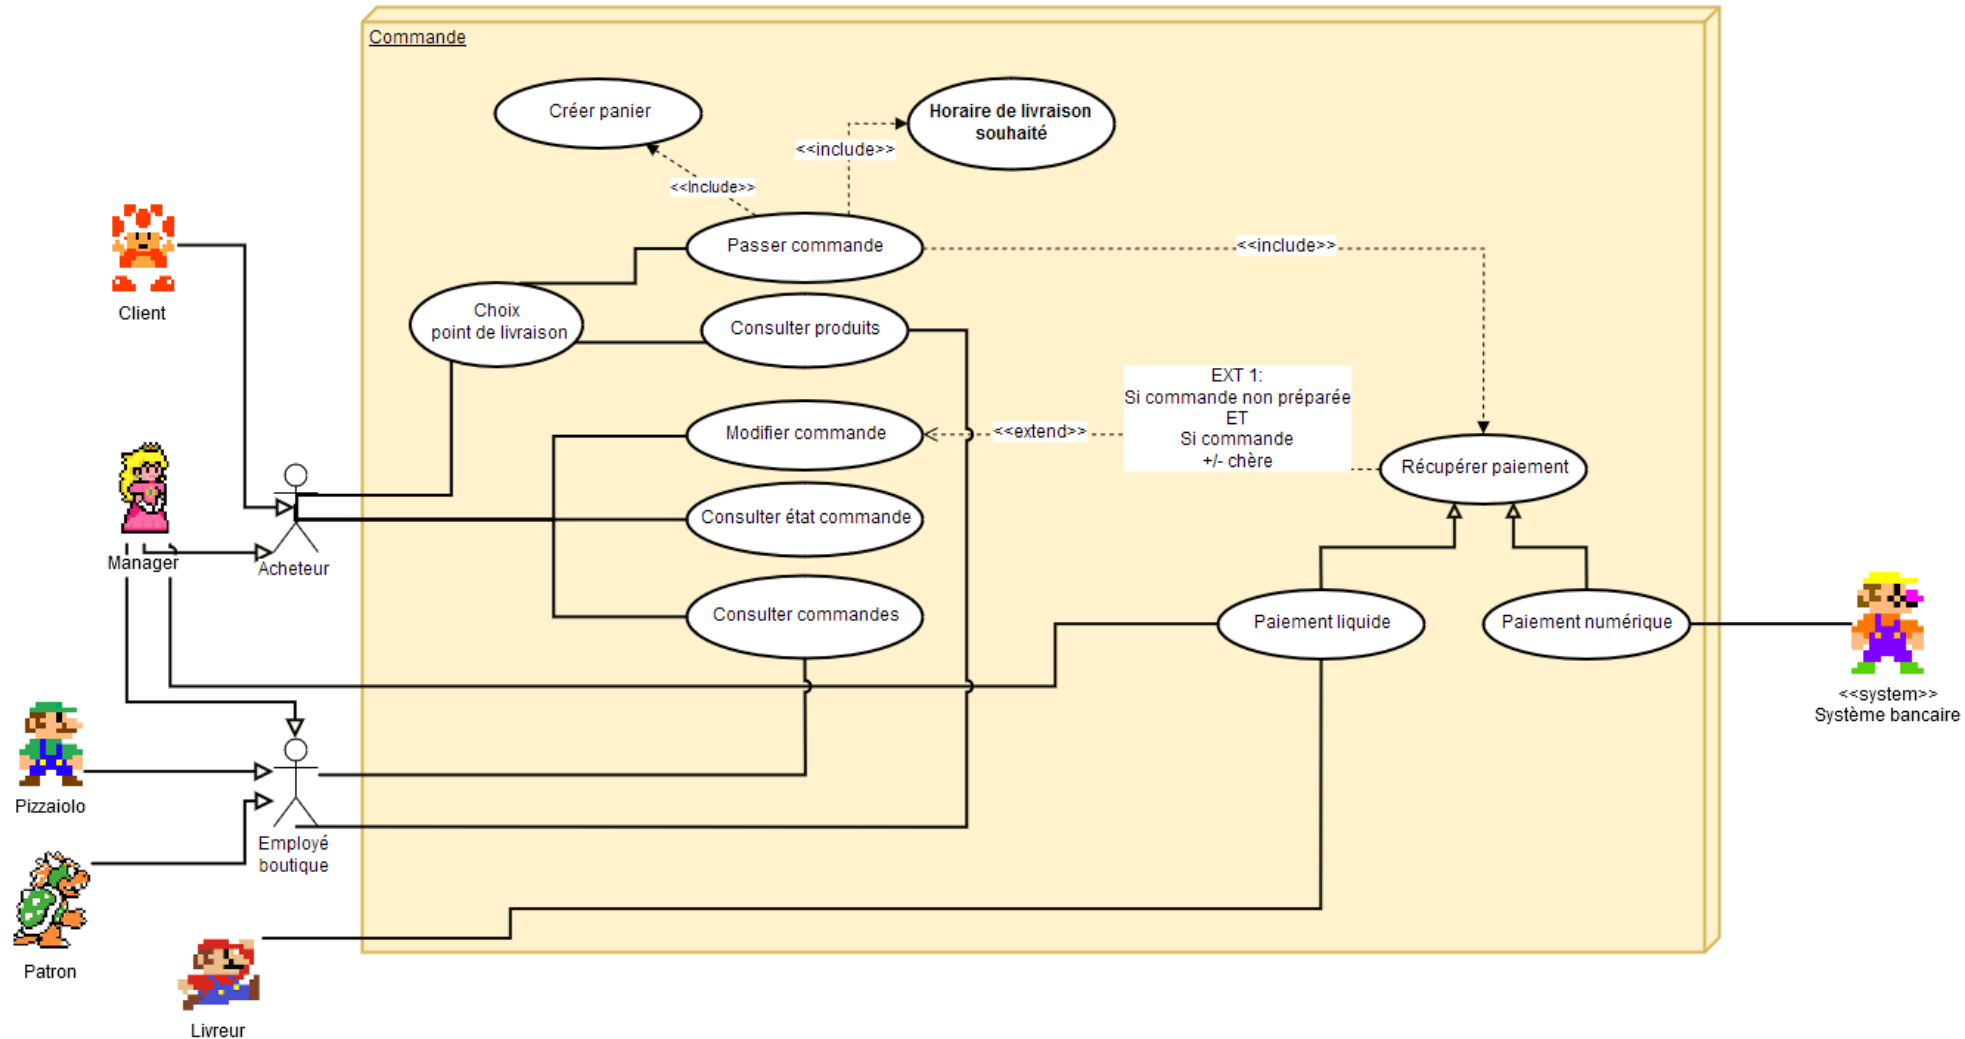 Commande
Créer panier
Horaire de livraison
souhaité
<<include>>
<<Include>>
Passer commande
<<include>>
Client
Choix
point de livraison
Consulter produits
EXT 1:
Si commande non préparée
ET
Si commande
+/- chère
<<extend>>
Modifier commande
Récupérer paiement
Consulter état commande
Manager
Acheteur
Consulter commandes
Paiement liquide
Paiement numérique
<<system>>
Système bancaire
Pizzaiolo
Employé
boutique
Patron
Livreur